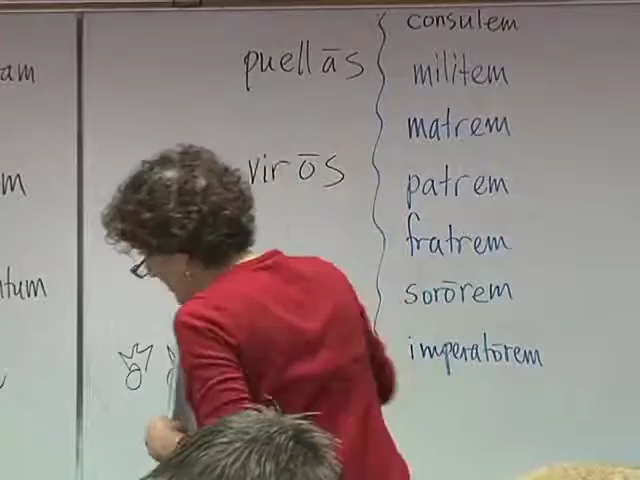 am
m
ntum
puellās
virōs
consulem
militem
matrem
patrem
fratrem
sorōrem
imperatōrem